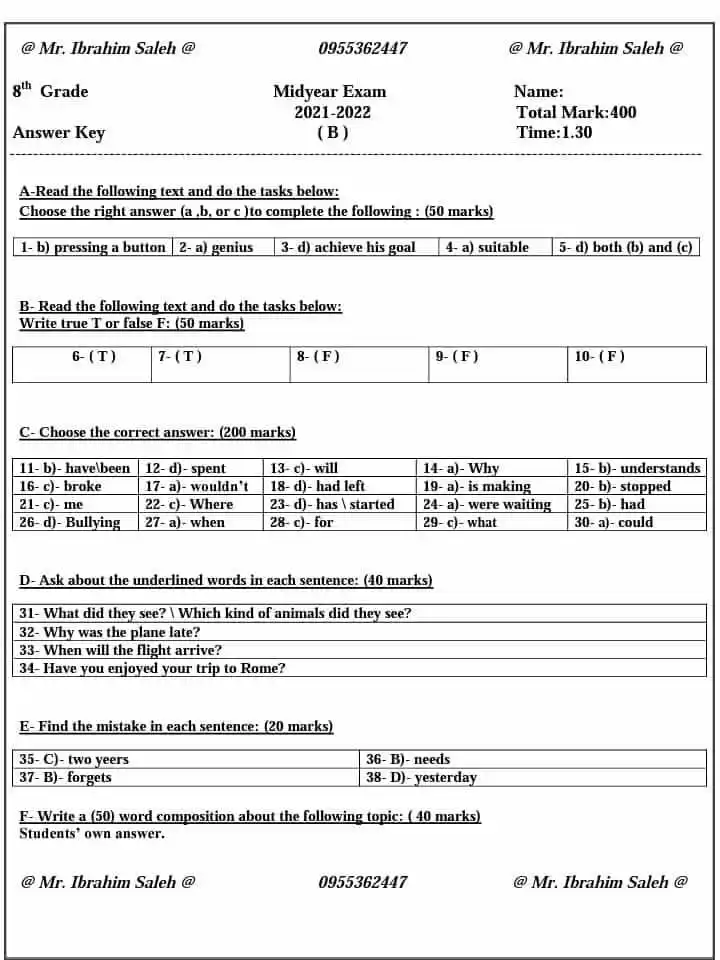 @ Mr. Ibrahim Saleh @ 0955362447 @ Mr. Ibrahim Saleh @
8th Grade Midyear Exam Name:
2021-2022 Total Mark:400
Answer Key ( B ) Time:1.30
A-Read the following text and do the tasks below:
Choose the right answer (a ,b, or c )to complete the following : (50 marks)
1- b) pressing a button 2- a) genius 3- d) achieve his goal 4- a) suitable 5- d) both (b) and (c)
B- Read the following text and do the tasks below:
Write true T or false F: (50 marks)
6- ( T ) 7- ( T ) 8- ( F ) 9- ( F ) 10- ( F )
C- Choose the correct answer: (200 marks)
11- b)- have\been 12- d)- spent 13- c)- will 14- a)- Why 15- b)- understands
16- c)- broke 17- a)- wouldn’t 18- d)- had left 19- a)- is making 20- b)- stopped
21- c)- me 22- c)- Where 23- d)- has \ started 24- a)- were waiting 25- b)- had
26- d)- Bullying 27- a)- when 28- c)- for 29- c)- what 30- a)- could
D- Ask about the underlined words in each sentence: (40 marks)
31- What did they see? \ Which kind of animals did they see?
32- Why was the plane late?
33- When will the flight arrive?
34- Have you enjoyed your trip to Rome?
E- Find the mistake in each sentence: (20 marks)
35- C)- two yeers 36- B)- needs
37- B)- forgets 38- D)- yesterday
F- Write a (50) word composition about the following topic: ( 40 marks)
Students’ own answer.
@ Mr. Ibrahim Saleh @ 0955362447 @ Mr. Ibrahim Saleh @